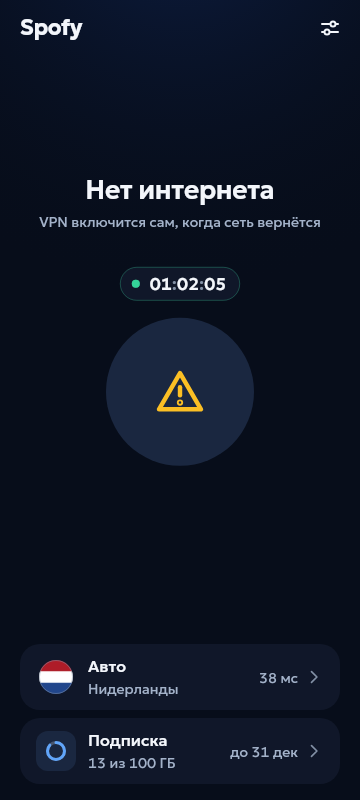 Spofy
Нет интернета
VPN включится сам, когда сеть вернётся
01:02:05
Авто
Нидерланды
38 мс
Подписка
13 из 100 ГБ
до 31 дек